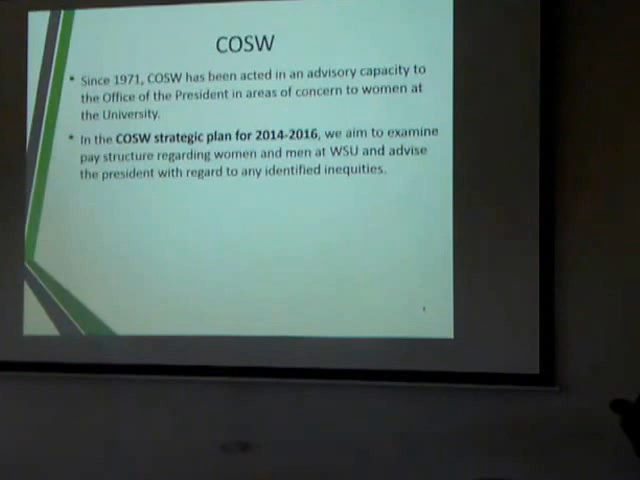 COSW
• Since 1971, COSW has been acted in an advisory capacity to
the Office of the President in areas of concern to women at
the University.
• In the COSW strategic plan for 2014-2016, we aim to examine
pay structure regarding women and men at WSU and advise
the president with regard to any identified inequities.